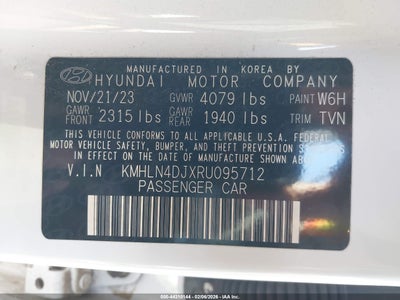 MANUFACTURED IN KOREA BY
HYUNDAI MOTOR COMPANY
NOV/21/23 GVWR 4079 lbs PAINT W6H
GAWR FRONT 2315 lbs GAWR REAR 1940 lbs TRIM TVN
THIS VEHICLE CONFORMS TO ALL APPLICABLE U.S.A. FEDERAL
MOTOR VEHICLE SAFETY, BUMPER, AND THEFT PREVENTION
STANDARDS IN EFFECT ON THE DATE OF MANUFACTURE SHOWN ABOVE.
V.I.N KMHLN4DJXRU095712
PASSENGER CAR